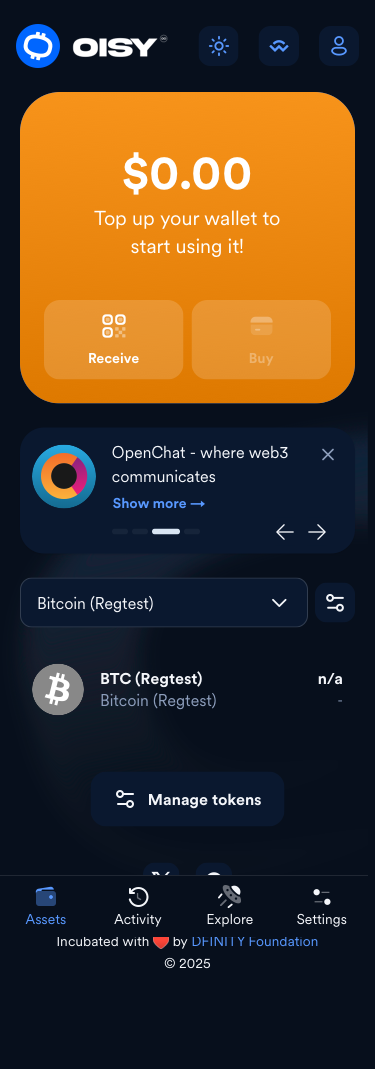 OISY
$0.00
Top up your wallet to
start using it!
Receive
Buy
OpenChat - where web3
communicates
Show more →
Bitcoin (Regtest)
BTC (Regtest)
n/a
Bitcoin (Regtest)
-
Manage tokens
Assets
Activity
Explore
Settings
Incubated with ❤️ by DFINITY Foundation
© 2025